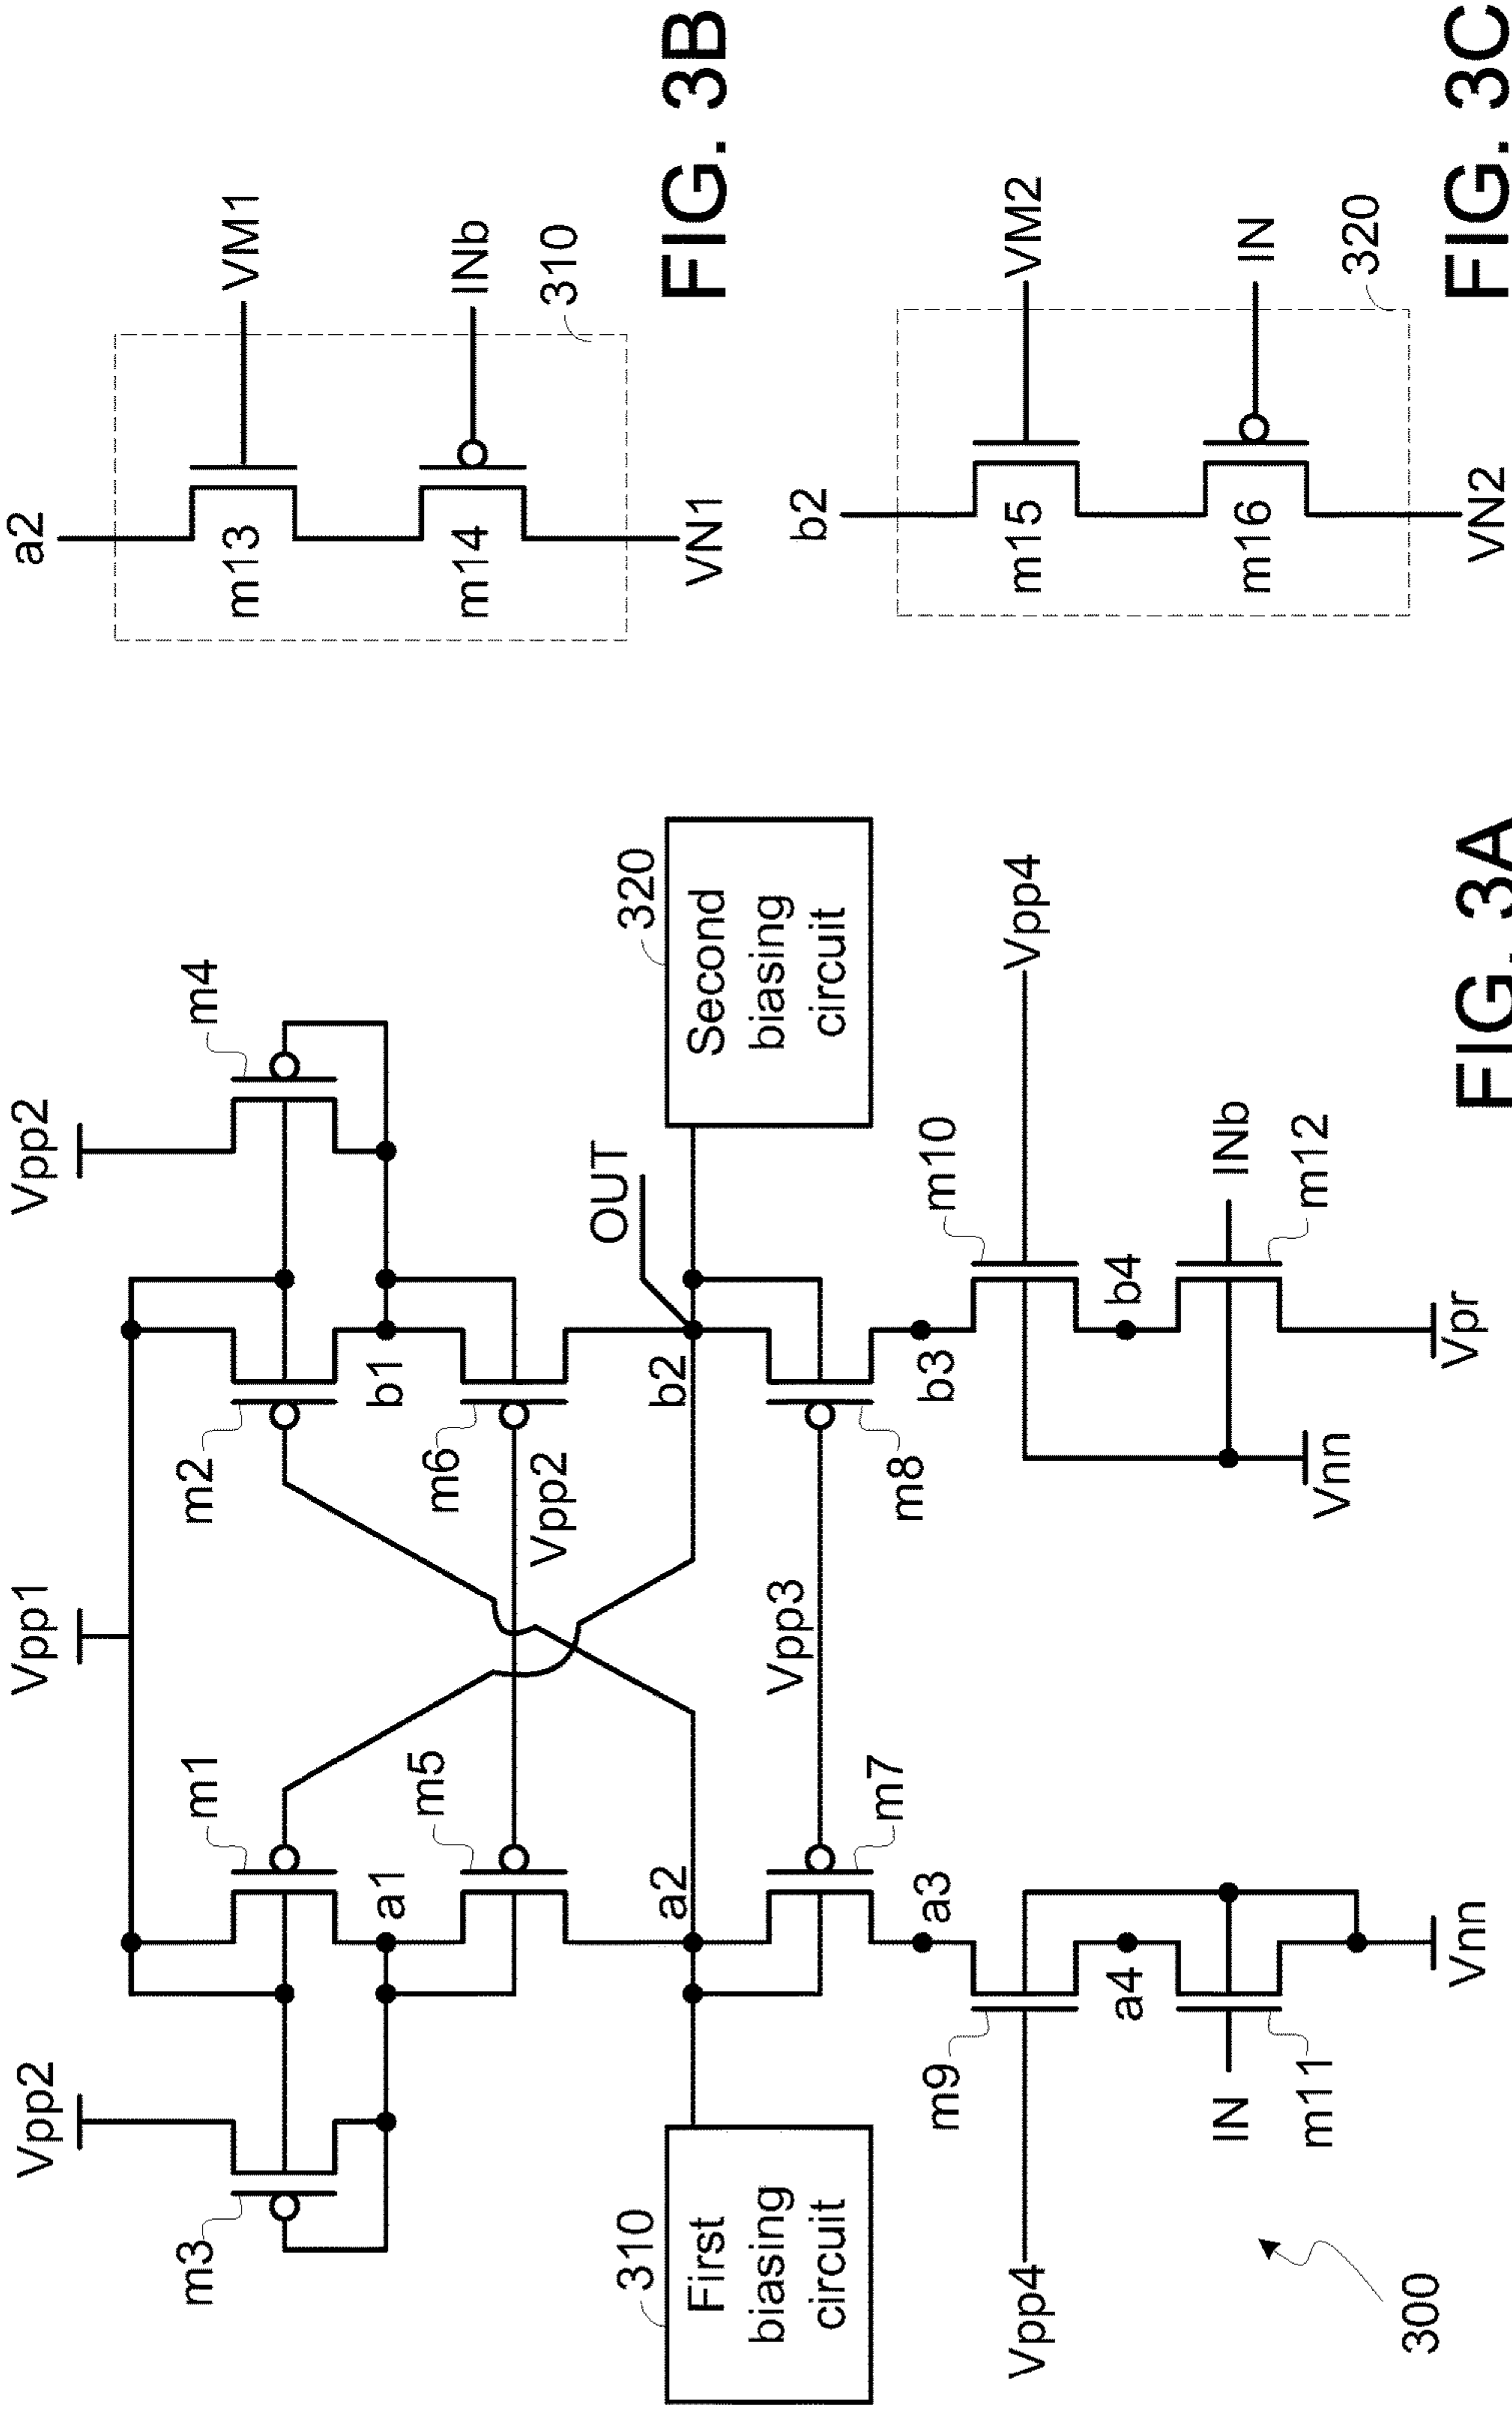 Vpp2
Vpp1
Vpp2
m3
m1
m2
m4
a1
b1
m5
m6
Vpp2
OUT
310
a2
b2
320
First
biasing
circuit
Second
biasing
circuit
Vpp3
m7
m8
a3
b3
m9
m10
Vpp4
Vpp4
a4
b4
IN
INb
m11
m12
Vnn
Vnn
Vpr
300
FIG. 3A
a2
VM1
m13
INb
m14
310
VN1
FIG. 3B
b2
VM2
m15
IN
m16
320
VN2
FIG. 3C